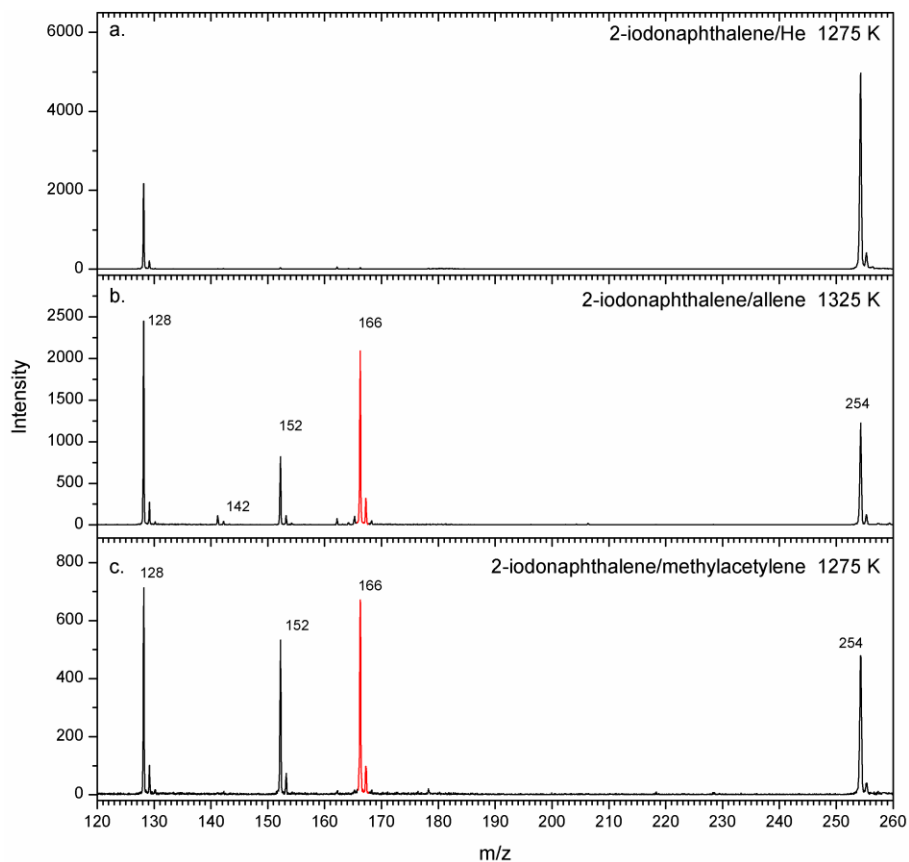 a.
2-iodonaphthalene/He 1275 K
6000
4000
2000
0
b.
2-iodonaphthalene/allene 1325 K
2500
2000
1500
1000
500
0
128
142
152
166
254
c.
2-iodonaphthalene/methylacetylene 1275 K
800
600
400
200
0
128
152
166
254
Intensity
120 130 140 150 160 170 180 190 200 210 220 230 240 250 260
m/z